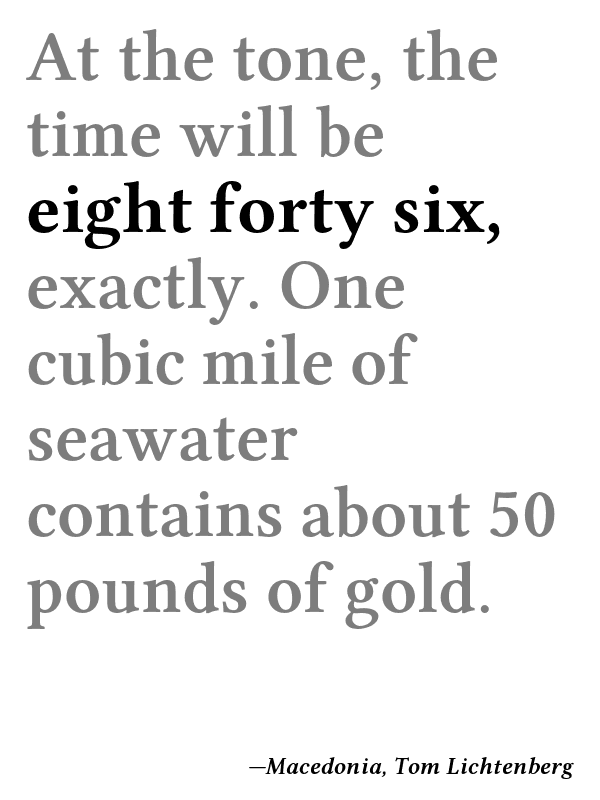 At the tone, the
time will be
eight forty six,
exactly. One
cubic mile of
seawater
contains about 50
pounds of gold.
—Macedonia, Tom Lichtenberg